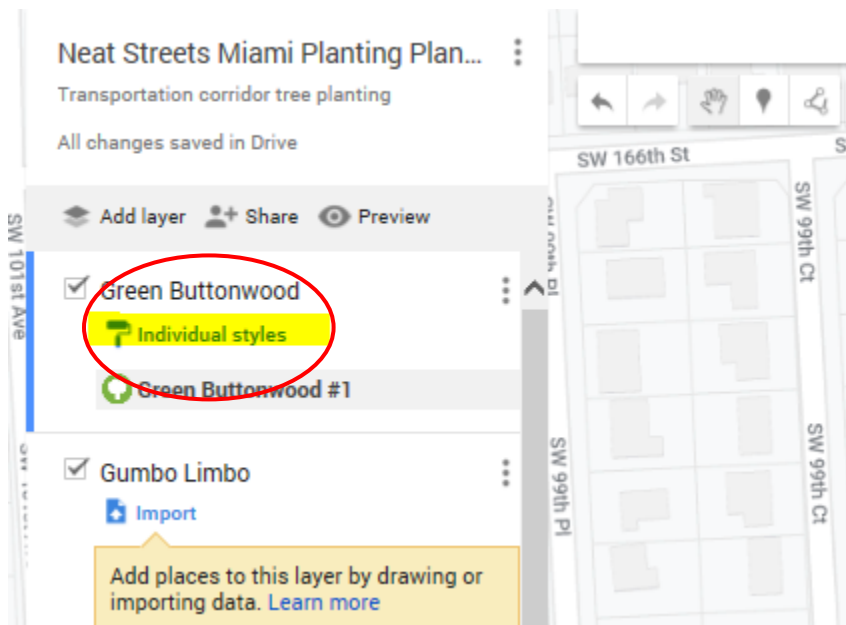 Neat Streets Miami Planting Plan...
Transportation corridor tree planting
All changes saved in Drive
Add layer Share Preview
Green Buttonwood
Individual styles
Green Buttonwood #1
Gumbo Limbo
Import
Add places to this layer by drawing or
importing data. Learn more
SW 101st Ave
SW 166th St
S
SW 99th Ct
SW 99th Pl
SW 99th Ct